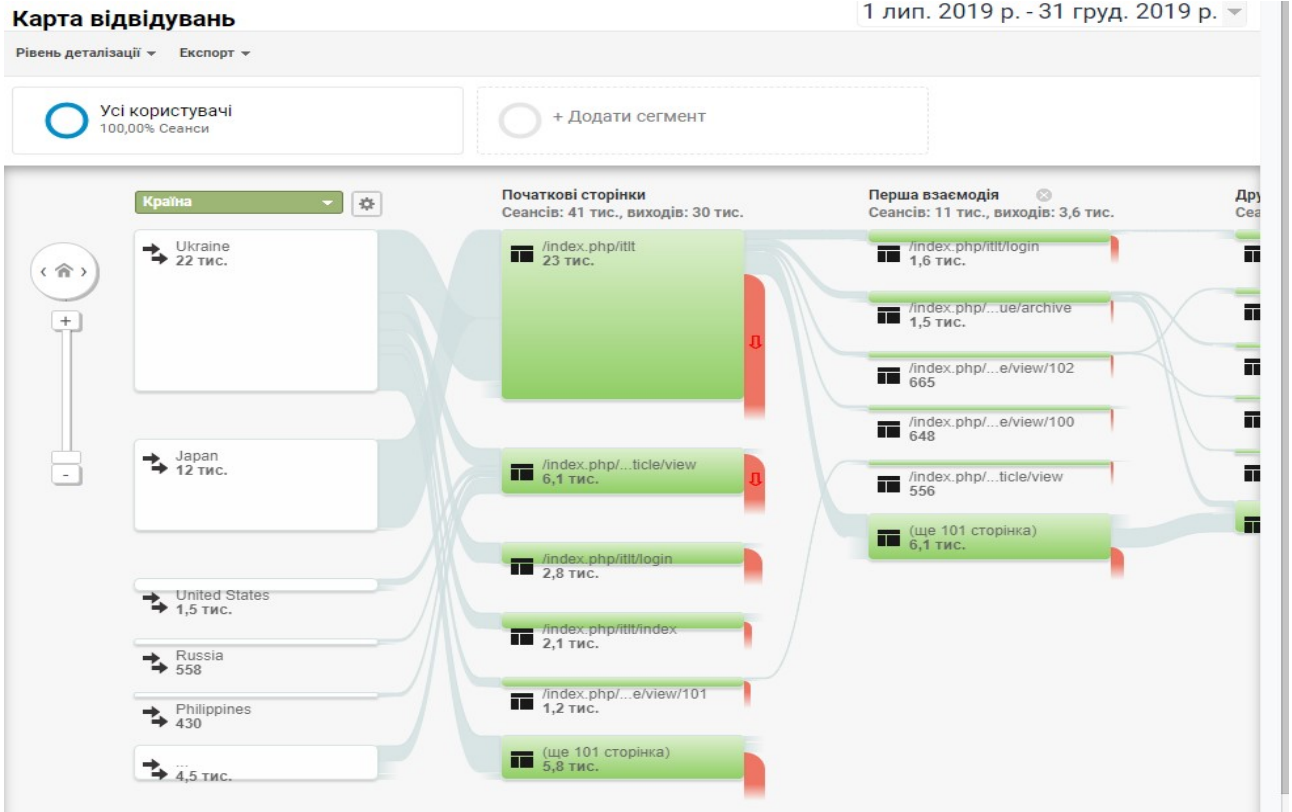 Карта відвідувань
1 лип. 2019 р. - 31 груд. 2019 р.
Рівень деталізації Експорт
Усі користувачі
100,00% Сеанси
+ Додати сегмент
Країна
Початкові сторінки
Сеансів: 41 тис., виходів: 30 тис.
Перша взаємодія
Сеансів: 11 тис., виходів: 3,6 тис.
Дру
Сеа
Ukraine
22 тис.
Japan
12 тис.
United States
1,5 тис.
Russia
558
Philippines
430
...
4,5 тис.
/index.php/itlt
23 тис.
/index.php/...ticle/view
6,1 тис.
/index.php/itlt/login
2,8 тис.
/index.php/itlt/index
2,1 тис.
/index.php/...e/view/101
1,2 тис.
(ще 101 сторінка)
5,8 тис.
/index.php/itlt/login
1,6 тис.
/index.php/...ue/archive
1,5 тис.
/index.php/...e/view/102
665
/index.php/...e/view/100
648
/index.php/...ticle/view
556
(ще 101 сторінка)
6,1 тис.